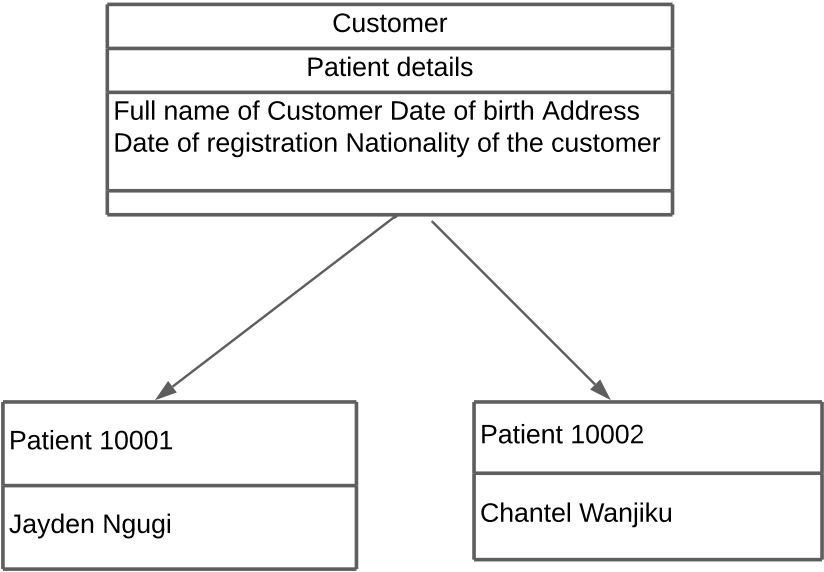 Customer
Patient details
Full name of Customer Date of birth Address
Date of registration Nationality of the customer
Patient 10001
Jayden Ngugi
Patient 10002
Chantel Wanjiku